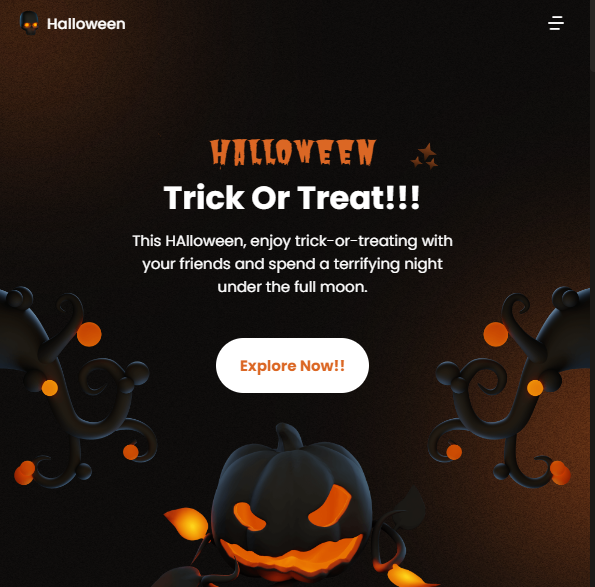 Halloween
HALLOWEEN
Trick Or Treat!!!
This HAlloween, enjoy trick-or-treating with
your friends and spend a terrifying night
under the full moon.
Explore Now!!